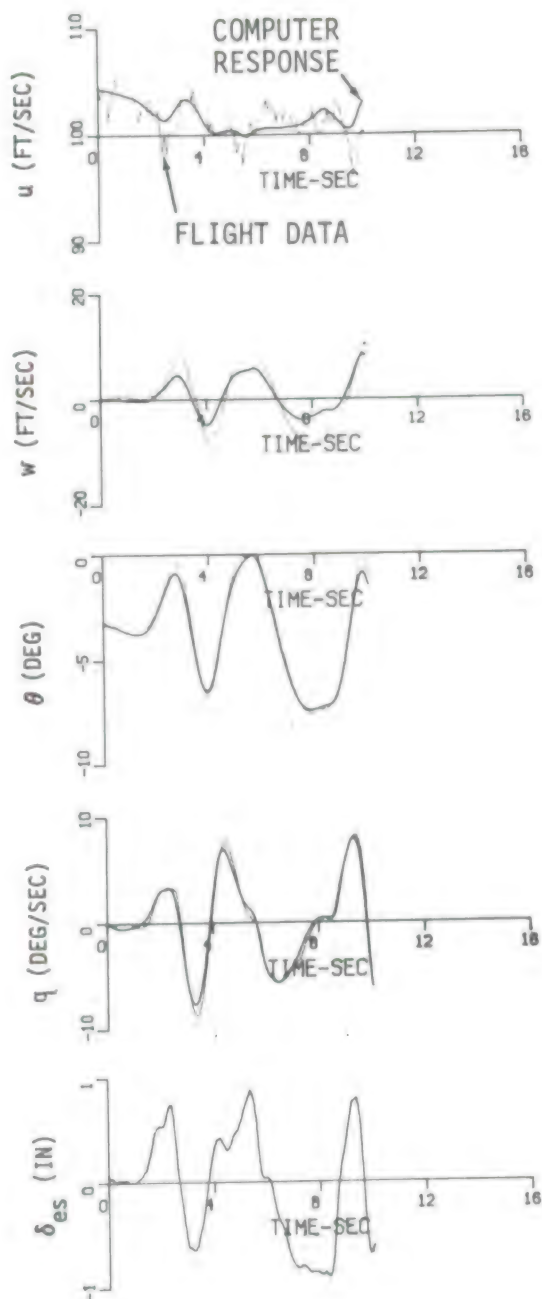 110
COMPUTER
RESPONSE
u (FT/SEC)
100
0 4 8 12 16
TIME-SEC
FLIGHT DATA
90
20
w (FT/SEC)
0
0 4 8 12 16
TIME-SEC
-20
0
0 4 8 12 16
TIME-SEC
θ (DEG)
-5
-10
10
q (DEG/SEC)
0
0 4 8 12 16
TIME-SEC
-10
1
δes (IN)
0
0 4 8 12 16
TIME-SEC
-1